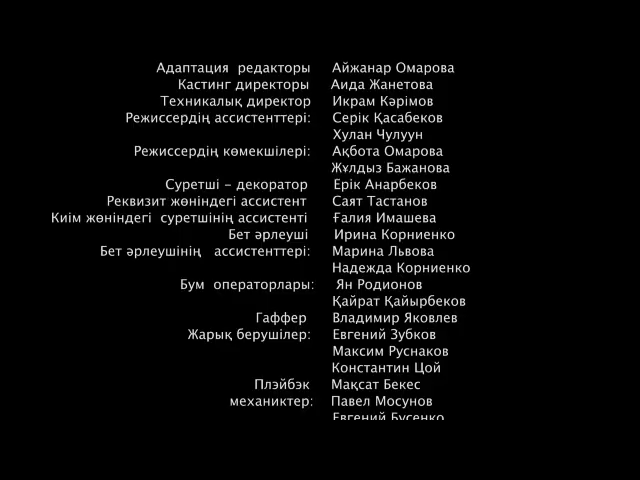 Адаптация редакторы Айжанар Омарова
Кастинг директоры Аида Жанетова
Техникалық директор Икрам Кәрімов
Режиссердің ассистенттері: Серік Қасабеков
Хулан Чулуун
Режиссердің көмекшілері: Ақбота Омарова
Жұлдыз Бажанова
Суретші - декоратор Ерік Анарбеков
Реквизит жөніндегі ассистент Саят Тастанов
Киім жөніндегі суретшінің ассистенті Ғалия Имашева
Бет әрлеуші Ирина Корниенко
Бет әрлеушінің ассистенттері: Марина Львова
Надежда Корниенко
Бум операторлары: Ян Родионов
Қайрат Қайырбеков
Гаффер Владимир Яковлев
Жарық берушілер: Евгений Зубков
Максим Руснаков
Константин Цой
Плэйбэк Мақсат Бекес
механиктер: Павел Мосунов
Евгений Бусенко